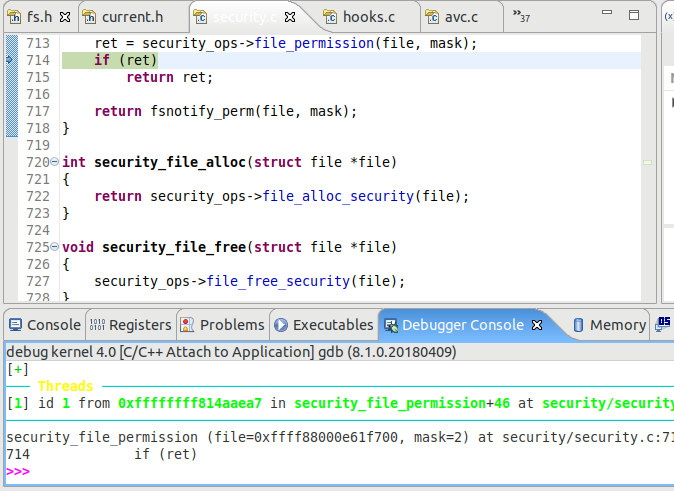 fs.h current.h security.c hooks.c avc.c »37
713 ret = security_ops->file_permission(file, mask);
714 if (ret)
715 return ret;
716
717 return fsnotify_perm(file, mask);
718 }
719
720 int security_file_alloc(struct file *file)
721 {
722 return security_ops->file_alloc_security(file);
723 }
724
725 void security_file_free(struct file *file)
726 {
727 security_ops->file_free_security(file);
728 }
Console Registers Problems Executables Debugger Console Memory
debug kernel 4.0 [C/C++ Attach to Application] gdb (8.1.0.20180409)
[+]
Threads
[1] id 1 from 0xffffffff814aaea7 in security_file_permission+46 at security/security
security_file_permission (file=0xffff88000e61f700, mask=2) at security/security.c:71
714 if (ret)
>>>